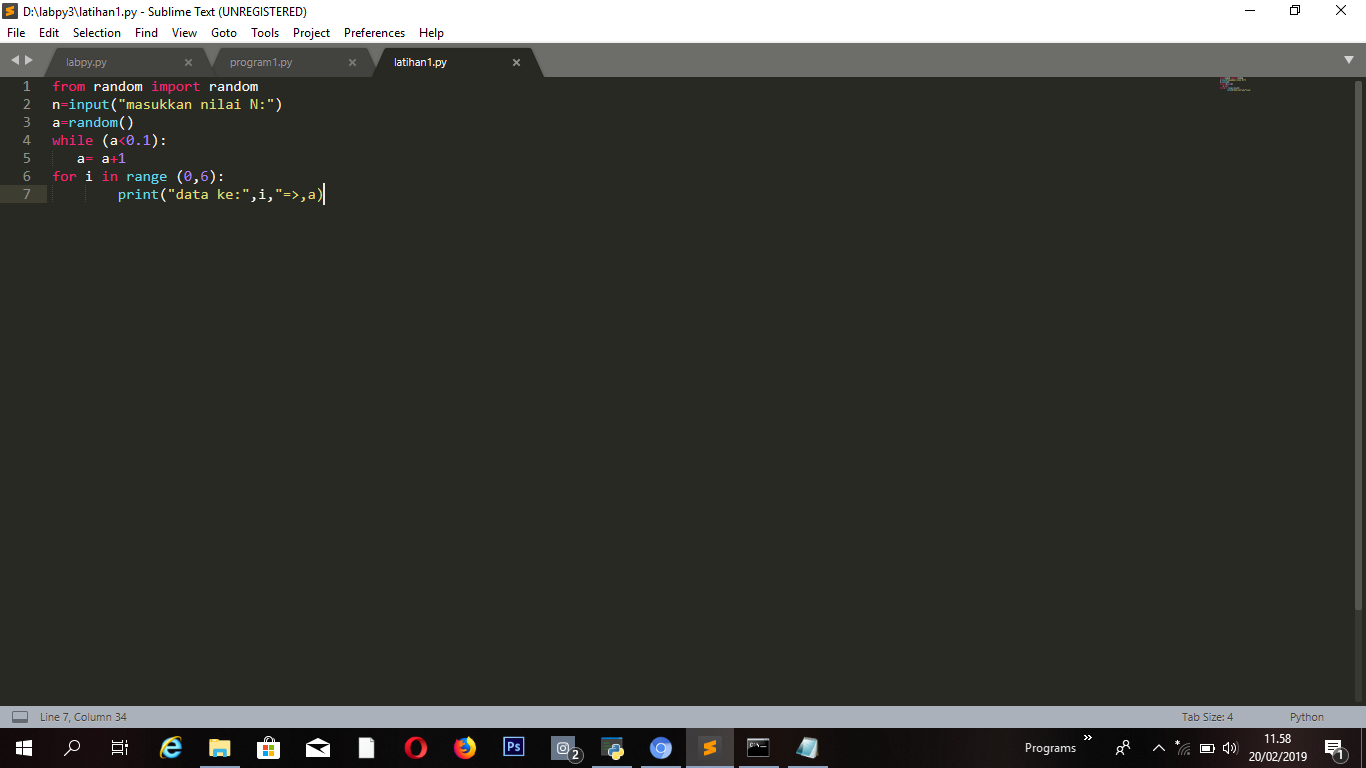 D:\labpy3\latihan1.py - Sublime Text (UNREGISTERED)
File Edit Selection Find View Goto Tools Project Preferences Help
labpy.py program1.py latihan1.py
1 from random import random
2 n=input("masukkan nilai N:")
3 a=random()
4 while (a<0.1):
5    a= a+1
6 for i in range (0,6):
7         print("data ke:",i,"=>,a)
Line 7, Column 34 Tab Size: 4 Python
Ps 2 Programs 11.58
20/02/2019 1